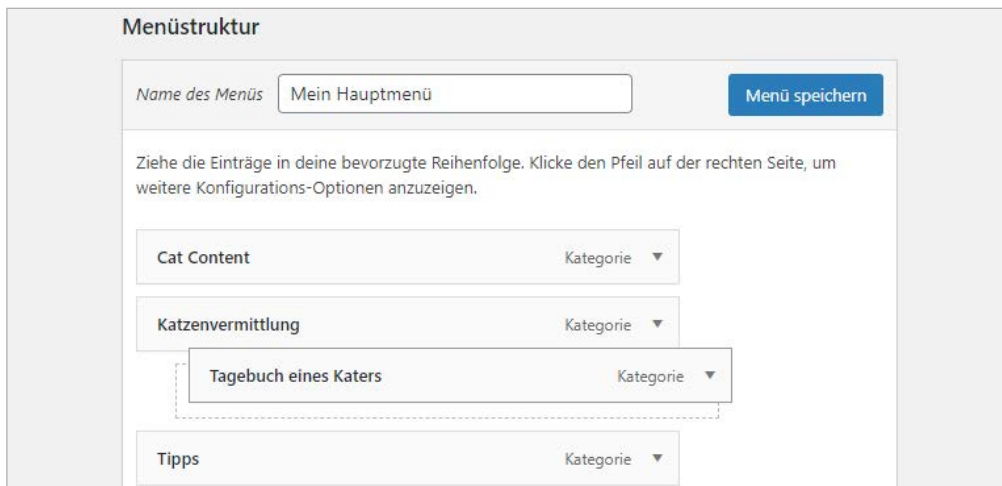 Menüstruktur
Name des Menüs Mein Hauptmenü Menü speichern
Ziehe die Einträge in deine bevorzugte Reihenfolge. Klicke den Pfeil auf der rechten Seite, um
weitere Konfigurations-Optionen anzuzeigen.
Cat Content Kategorie
Katzenvermittlung Kategorie
Tagebuch eines Katers Kategorie
Tipps Kategorie